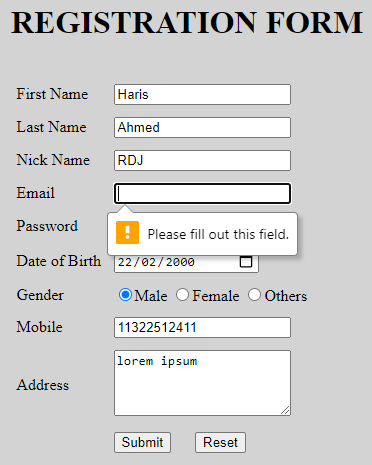 REGISTRATION FORM
First Name Haris
Last Name Ahmed
Nick Name RDJ
Email
Password
Please fill out this field.
Date of Birth 22/02/2000
Gender Male Female Others
Mobile 11322512411
Address lorem ipsum
Submit Reset